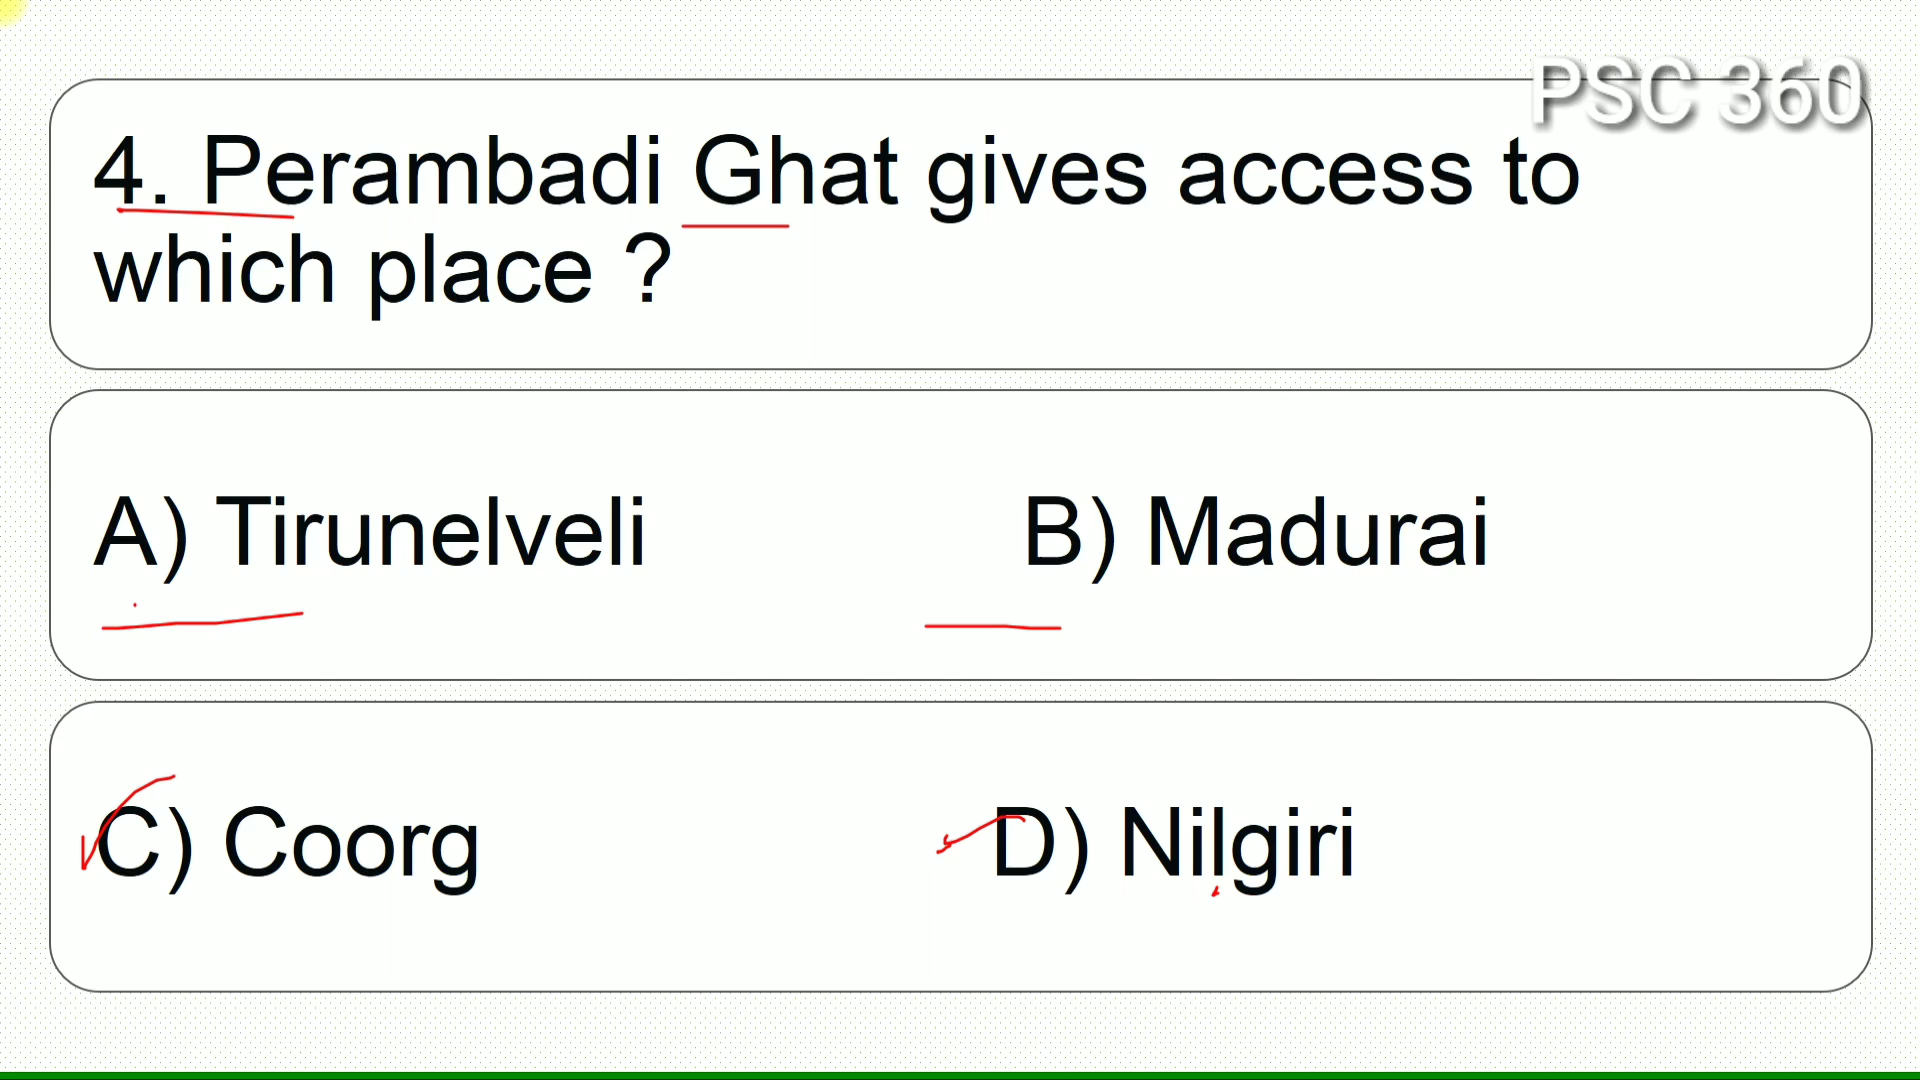 PSC 360
4. Perambadi Ghat gives access to
which place ?
A) Tirunelveli B) Madurai
C) Coorg D) Nilgiri